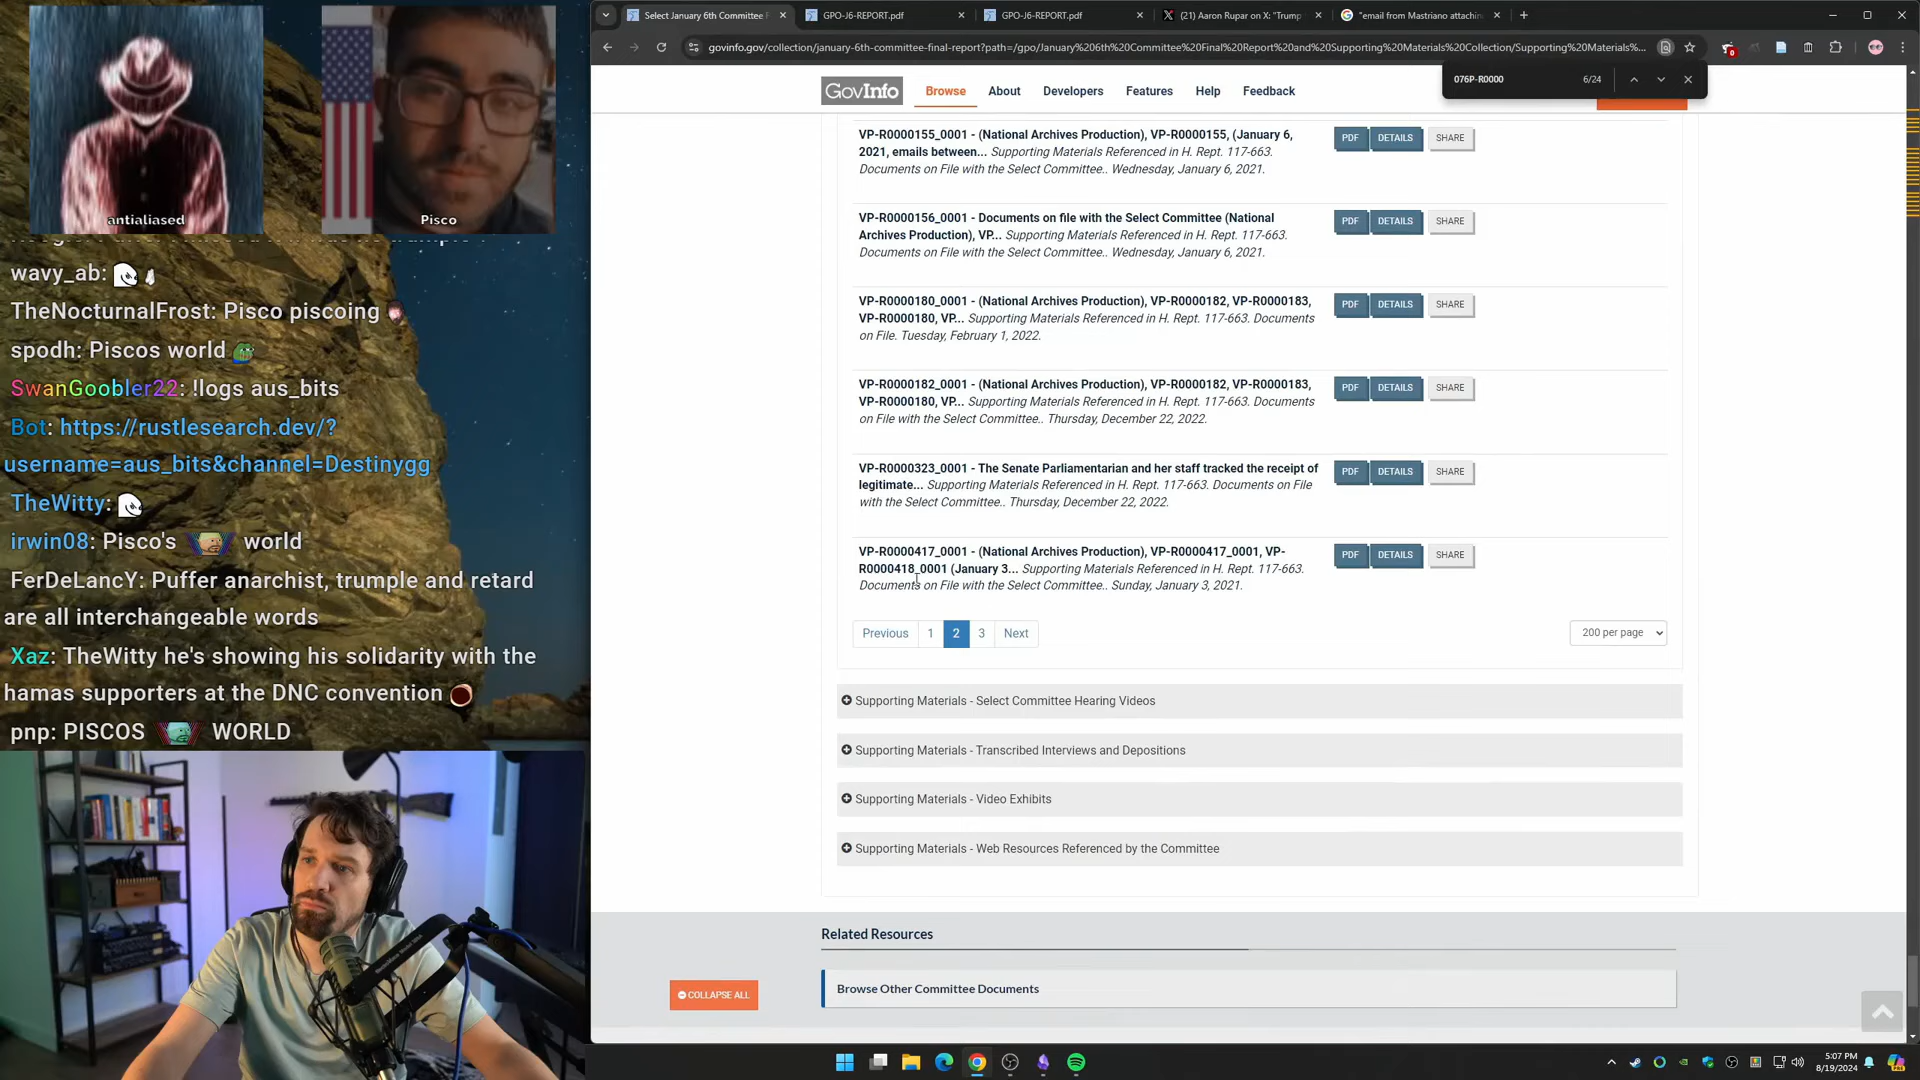 antialiased
Pisco
wavy_ab:
TheNocturnalFrost: Pisco piscoing
spodh: Piscos world
SwanGoobler22: !logs aus_bits
Bot: https://rustlesearch.dev/?
username=aus_bits&channel=Destinygg
TheWitty:
irwin08: Pisco's world
FerDeLancY: Puffer anarchist, trumple and retard
are all interchangeable words
Xaz: TheWitty he's showing his solidarity with the
hamas supporters at the DNC convention
pnp: PISCOS WORLD
Select January 6th Committee F
GPO-J6-REPORT.pdf
GPO-J6-REPORT.pdf
(21) Aaron Rupar on X: "Trump
"email from Mastriano attachin
govinfo.gov/collection/january-6th-committee-final-report?path=/gpo/January%206th%20Committee%20Final%20Report%20and%20Supporting%20Materials%20Collection/Supporting%20Materials%...
076P-R0000 6/24
GovInfo Browse About Developers Features Help Feedback
VP-R0000155_0001 - (National Archives Production), VP-R0000155, (January 6,
2021, emails between... Supporting Materials Referenced in H. Rept. 117-663.
Documents on File with the Select Committee.. Wednesday, January 6, 2021.
PDF DETAILS SHARE
VP-R0000156_0001 - Documents on file with the Select Committee (National
Archives Production), VP... Supporting Materials Referenced in H. Rept. 117-663.
Documents on File with the Select Committee.. Wednesday, January 6, 2021.
PDF DETAILS SHARE
VP-R0000180_0001 - (National Archives Production), VP-R0000182, VP-R0000183,
VP-R0000180, VP... Supporting Materials Referenced in H. Rept. 117-663. Documents
on File. Tuesday, February 1, 2022.
PDF DETAILS SHARE
VP-R0000182_0001 - (National Archives Production), VP-R0000182, VP-R0000183,
VP-R0000180, VP... Supporting Materials Referenced in H. Rept. 117-663. Documents
on File with the Select Committee.. Thursday, December 22, 2022.
PDF DETAILS SHARE
VP-R0000323_0001 - The Senate Parliamentarian and her staff tracked the receipt of
legitimate... Supporting Materials Referenced in H. Rept. 117-663. Documents on File
with the Select Committee.. Thursday, December 22, 2022.
PDF DETAILS SHARE
VP-R0000417_0001 - (National Archives Production), VP-R0000417_0001, VP-
R0000418_0001 (January 3... Supporting Materials Referenced in H. Rept. 117-663.
Documents on File with the Select Committee.. Sunday, January 3, 2021.
PDF DETAILS SHARE
Previous 1 2 3 Next
200 per page
Supporting Materials - Select Committee Hearing Videos
Supporting Materials - Transcribed Interviews and Depositions
Supporting Materials - Video Exhibits
Supporting Materials - Web Resources Referenced by the Committee
Related Resources
Browse Other Committee Documents
COLLAPSE ALL
5:07 PM
8/19/2024